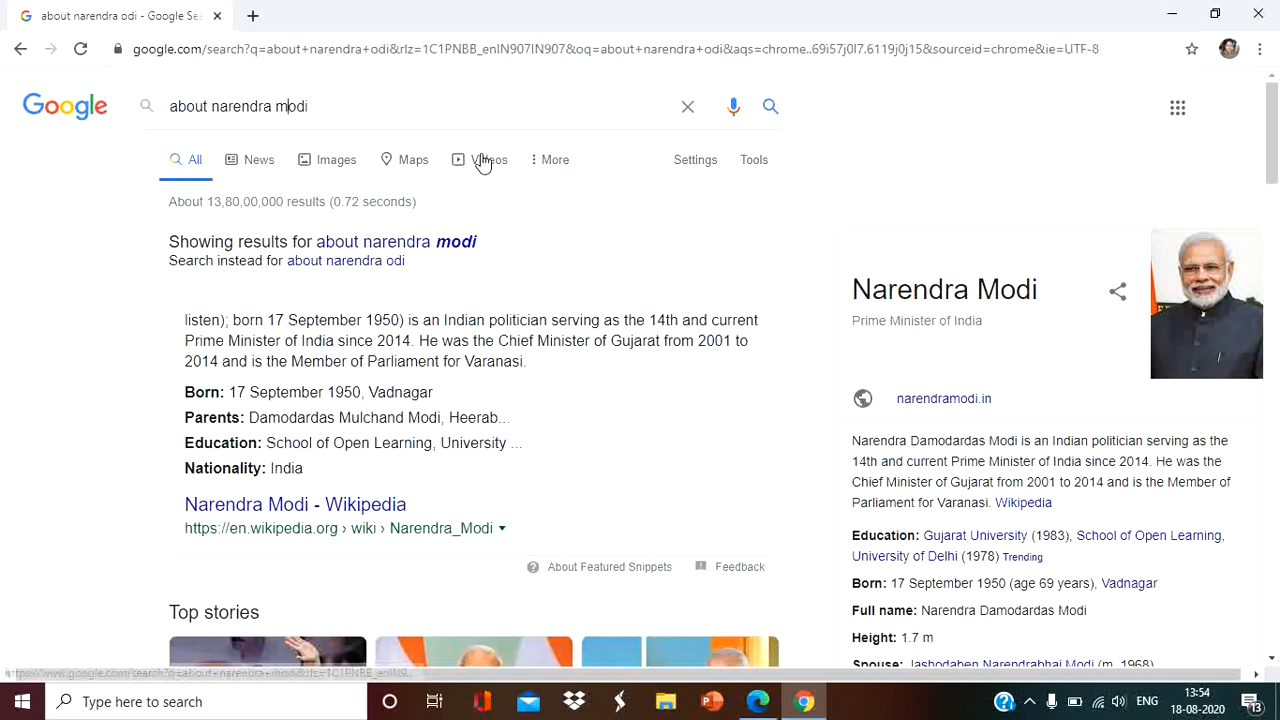 about narendra odi - Google Se
google.com/search?q=about+narendra+odi&rlz=1C1PNBB_enIN907IN907&oq=about+narendra+odi&aqs=chrome..69i57j0l7.6119j0j15&sourceid=chrome&ie=UTF-8
Google
about narendra modi
All
News
Images
Maps
Videos
More
Settings
Tools
About 13,80,00,000 results (0.72 seconds)
Showing results for about narendra modi
Search instead for about narendra odi
listen); born 17 September 1950) is an Indian politician serving as the 14th and current
Prime Minister of India since 2014. He was the Chief Minister of Gujarat from 2001 to
2014 and is the Member of Parliament for Varanasi.
Born: 17 September 1950, Vadnagar
Parents: Damodardas Mulchand Modi, Heerab...
Education: School of Open Learning, University ...
Nationality: India
Narendra Modi - Wikipedia
https://en.wikipedia.org › wiki › Narendra_Modi
About Featured Snippets
Feedback
Top stories
Narendra Modi
Prime Minister of India
narendramodi.in
Narendra Damodardas Modi is an Indian politician serving as the
14th and current Prime Minister of India since 2014. He was the
Chief Minister of Gujarat from 2001 to 2014 and is the Member of
Parliament for Varanasi. Wikipedia
Education: Gujarat University (1983), School of Open Learning,
University of Delhi (1978) Trending
Born: 17 September 1950 (age 69 years), Vadnagar
Full name: Narendra Damodardas Modi
Height: 1.7 m
Spouse: Jashodaben Narendrabhai Modi (m. 1968)
Type here to search
ENG
13:54
18-08-2020
13